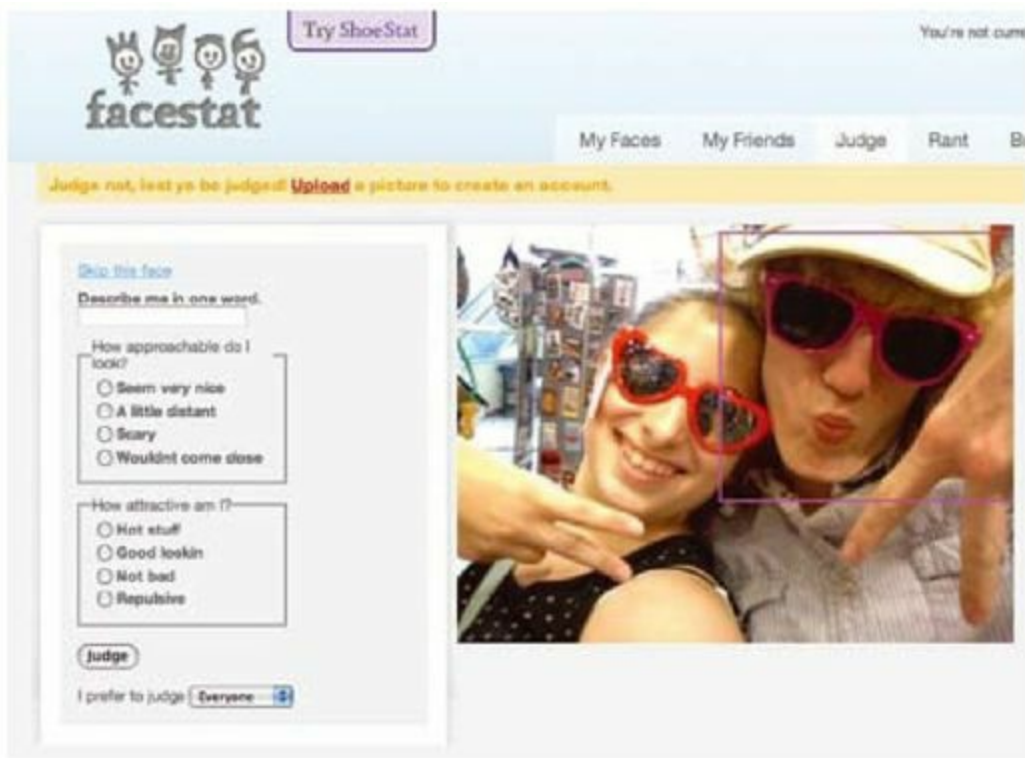 Try ShoeStat
You're not curre
facestat
My Faces
My Friends
Judge
Rant
B
Judge not, lest ye be judged! Upload a picture to create an account.
Skip this face
Describe me in one word.
How approachable do I
look?
Seem very nice
A little distant
Scary
Wouldnt come close
How attractive am I?
Hot stuff
Good lookin
Not bad
Repulsive
Judge
I prefer to judge Everyone